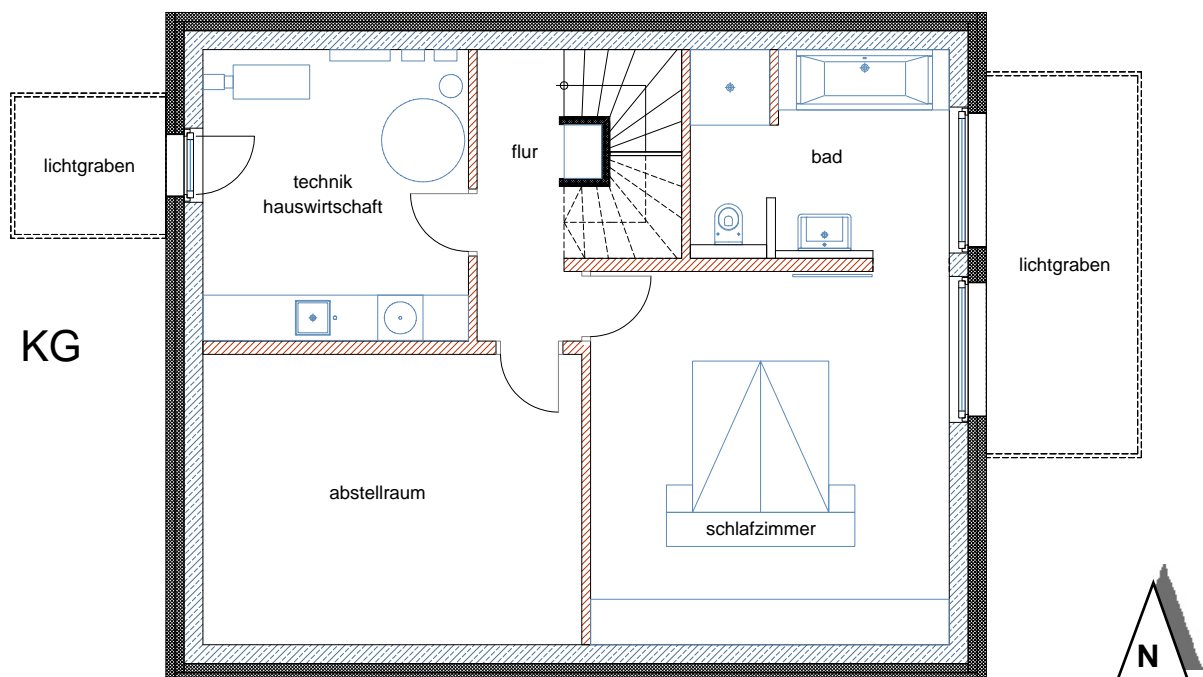 lichtgraben
technik
hauswirtschaft
flur
bad
lichtgraben
KG
abstellraum
schlafzimmer
N